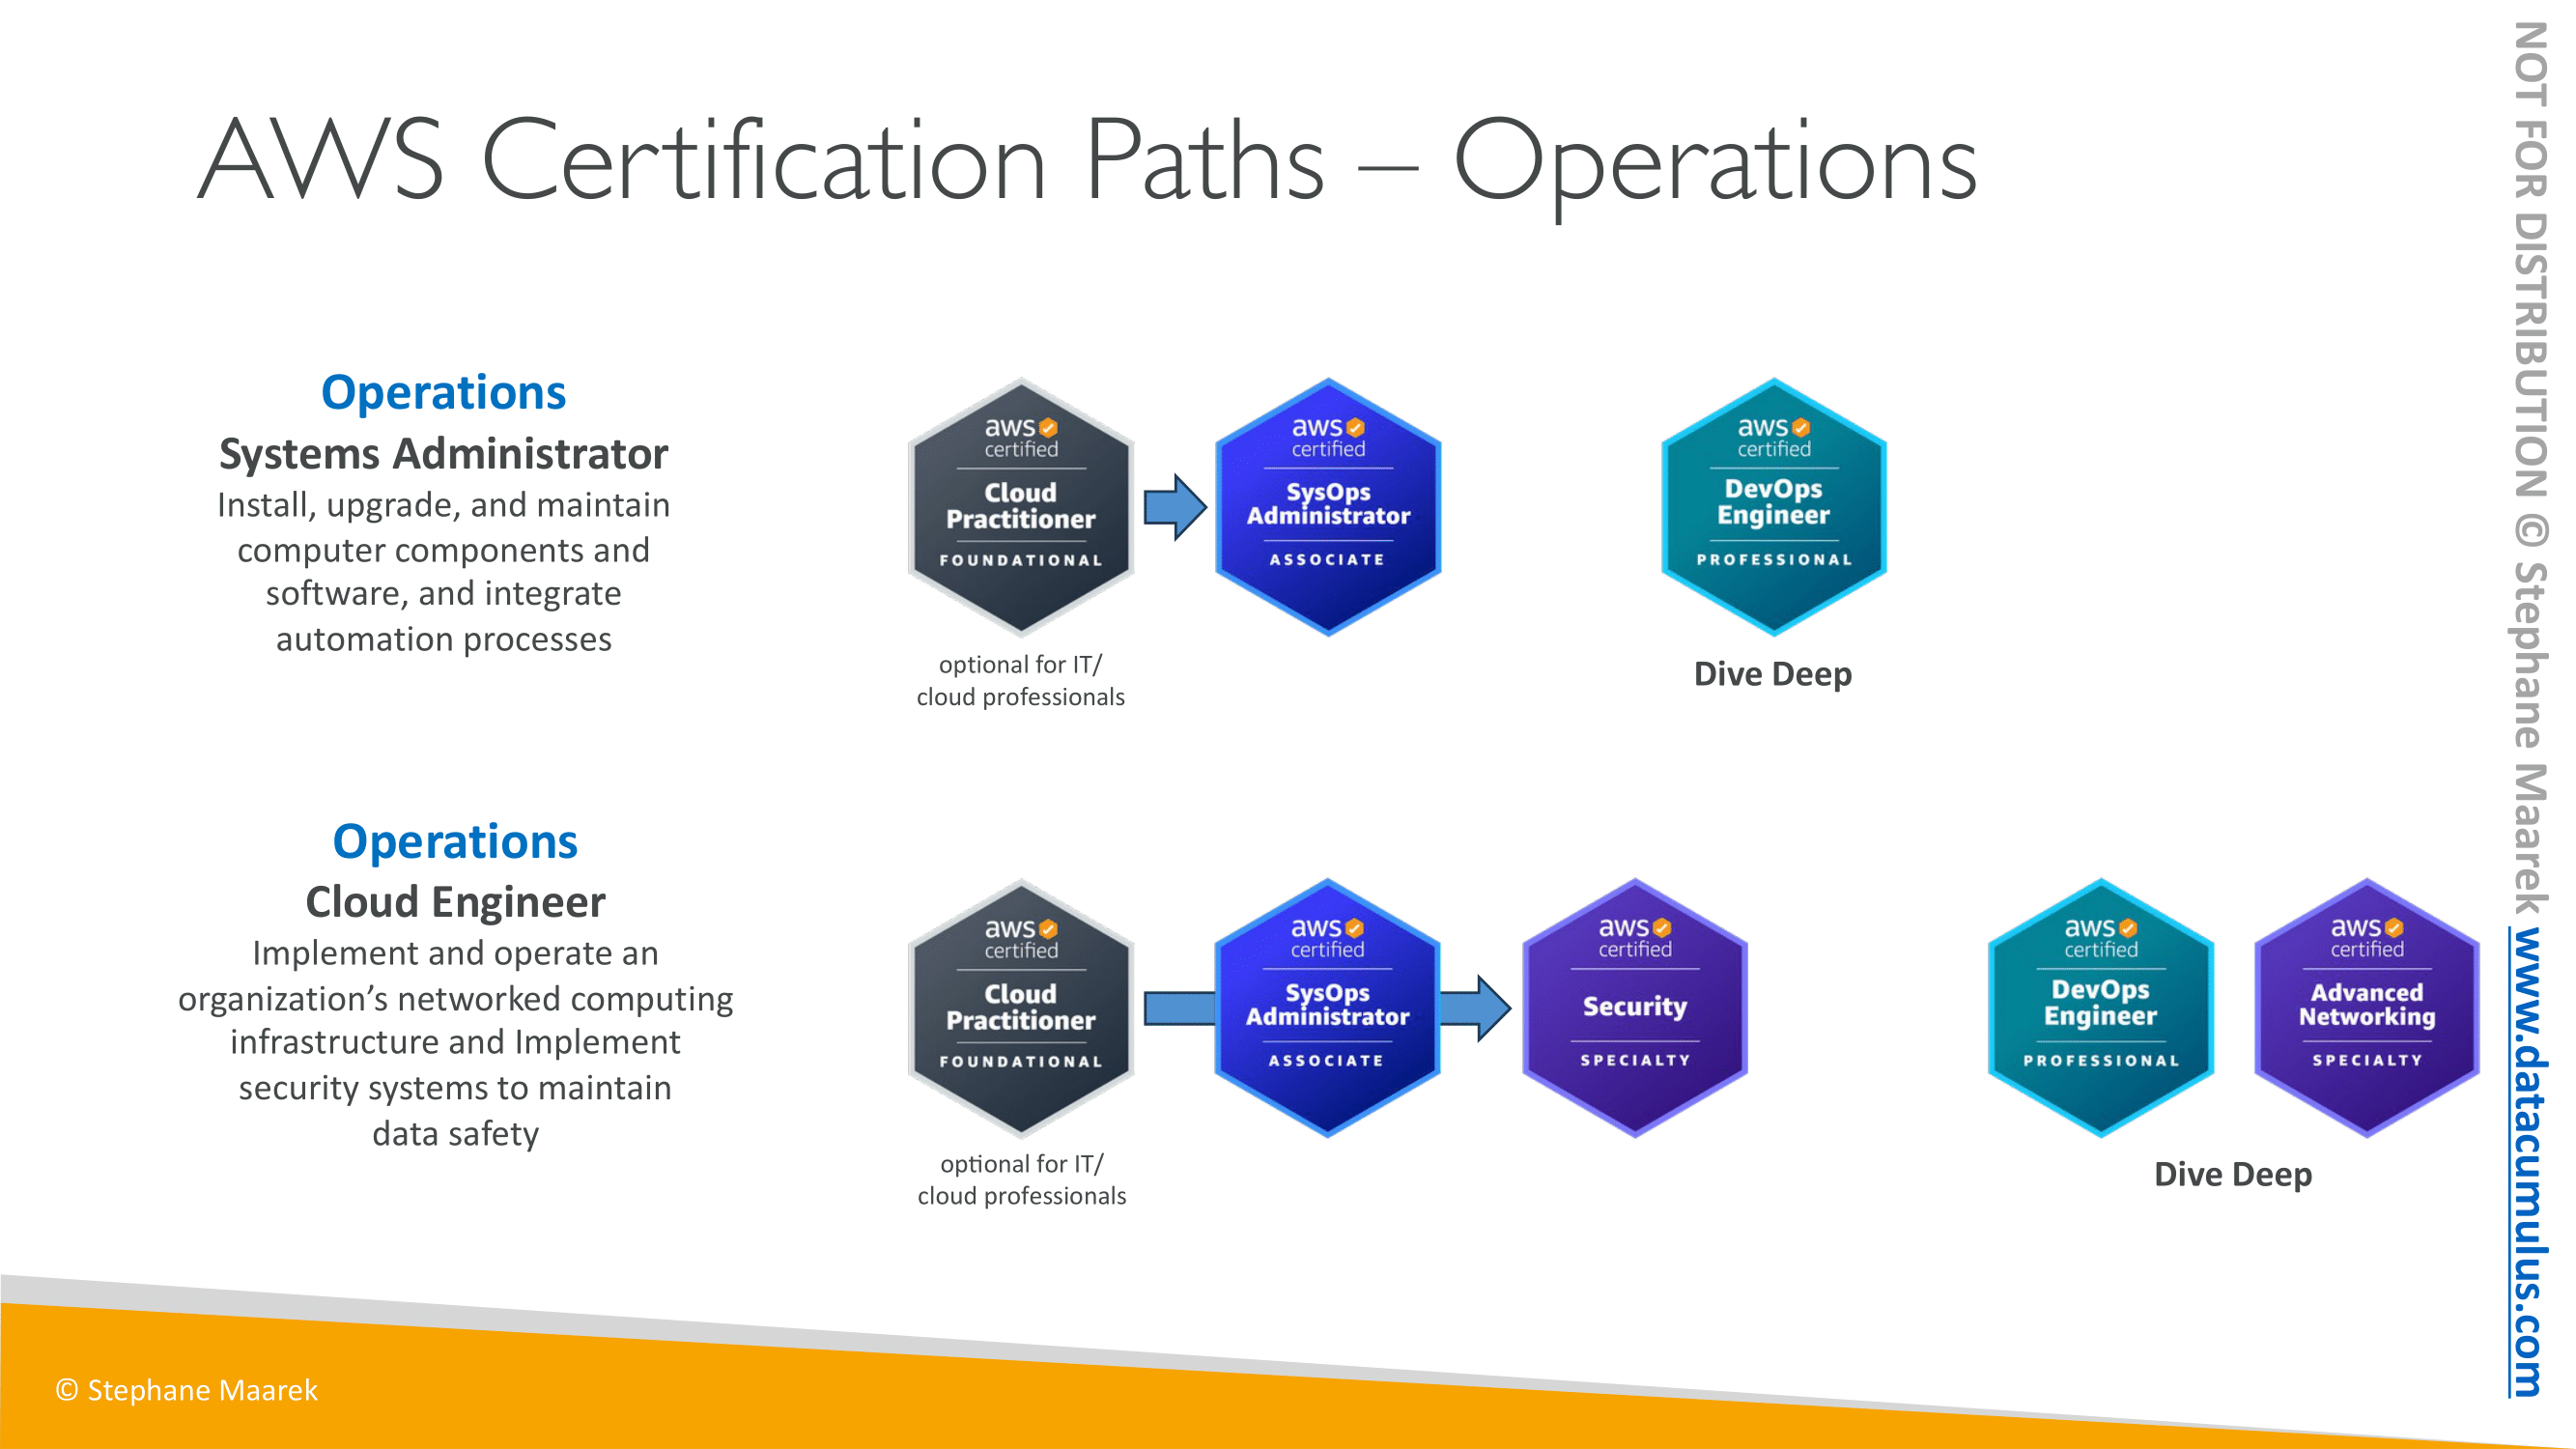 AWS Certification Paths – Operations
Operations
Systems Administrator
Install, upgrade, and maintain
computer components and
software, and integrate
automation processes
aws
certified
Cloud
Practitioner
FOUNDATIONAL
optional for IT/
cloud professionals
aws
certified
SysOps
Administrator
ASSOCIATE
aws
certified
DevOps
Engineer
PROFESSIONAL
Dive Deep
Operations
Cloud Engineer
Implement and operate an
organization’s networked computing
infrastructure and Implement
security systems to maintain
data safety
aws
certified
Cloud
Practitioner
FOUNDATIONAL
optional for IT/
cloud professionals
aws
certified
SysOps
Administrator
ASSOCIATE
aws
certified
Security
SPECIALTY
aws
certified
DevOps
Engineer
PROFESSIONAL
aws
certified
Advanced
Networking
SPECIALTY
Dive Deep
© Stephane Maarek
NOT FOR DISTRIBUTION © Stephane Maarek www.datacumulus.com